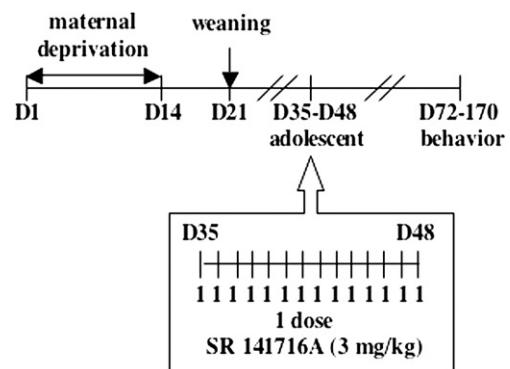 maternal
deprivation
weaning
D1
D14
D21
D35-D48
adolescent
D72-170
behavior
D35
D48
1 1 1 1 1 1 1 1 1 1 1 1 1 1
1 dose
SR 141716A (3 mg/kg)